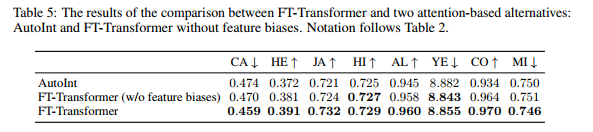 Table 5: The results of the comparison between FT-Transformer and two attention-based alternatives:
AutoInt and FT-Transformer without feature biases. Notation follows Table 2.
CA ↓ HE ↑ JA ↑ HI ↑ AL ↑ YE ↓ CO ↑ MI ↓
AutoInt 0.474 0.372 0.721 0.725 0.945 8.882 0.934 0.750
FT-Transformer (w/o feature biases) 0.470 0.381 0.724 0.727 0.958 8.843 0.964 0.751
FT-Transformer 0.459 0.391 0.732 0.729 0.960 8.855 0.970 0.746